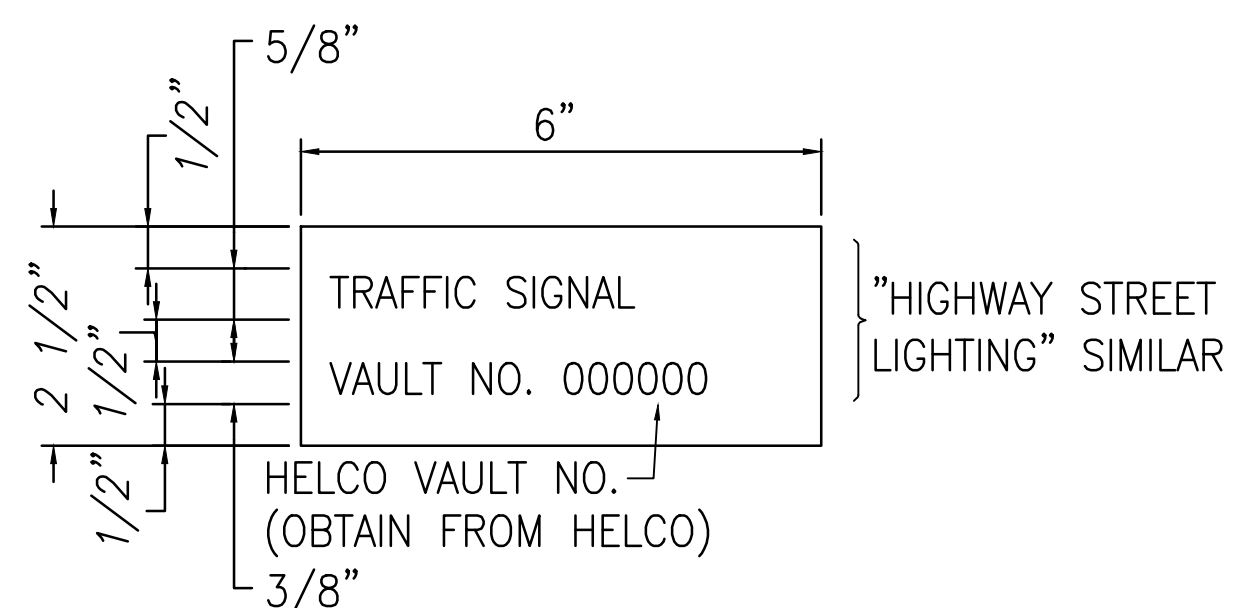 5/8”
1/2”
6”
2 1/2”
1/2”
TRAFFIC SIGNAL
VAULT NO. 000000
”HIGHWAY STREET
LIGHTING” SIMILAR
1/2”
HELCO VAULT NO.
(OBTAIN FROM HELCO)
3/8”